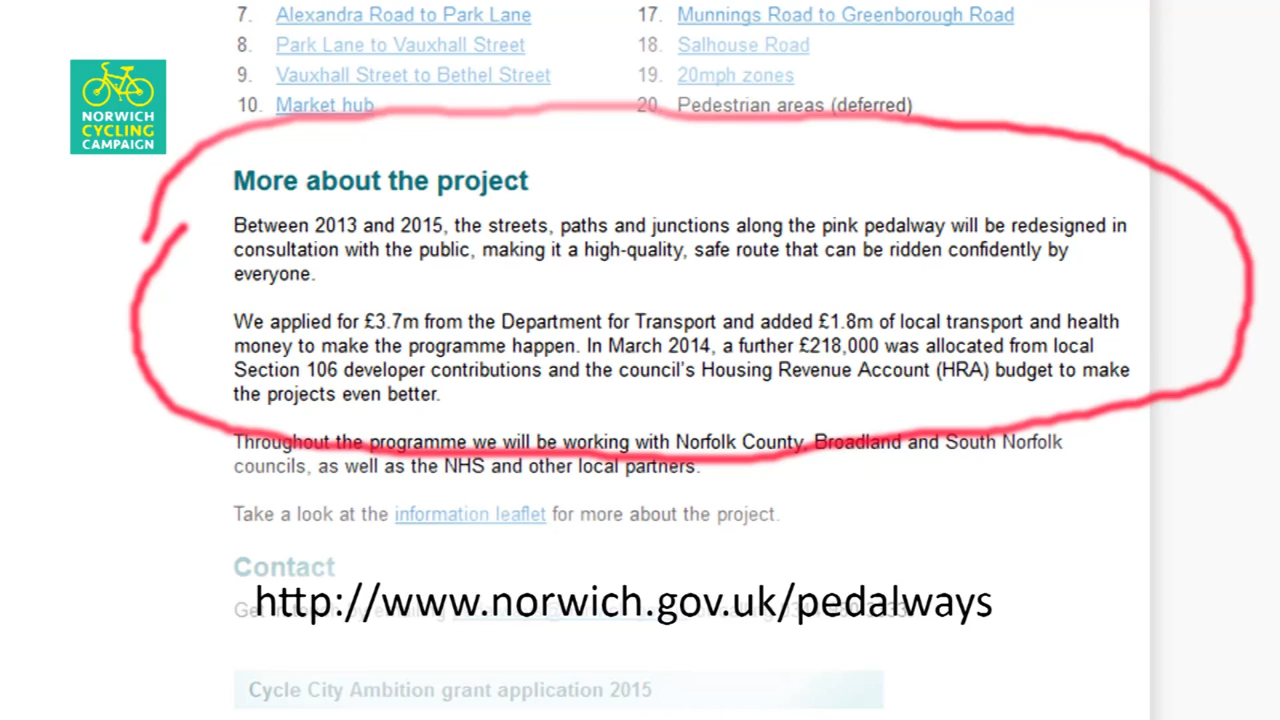 7. Alexandra Road to Park Lane
8. Park Lane to Vauxhall Street
9. Vauxhall Street to Bethel Street
10. Market hub
17. Munnings Road to Greenborough Road
18. Salhouse Road
19. 20mph zones
20. Pedestrian areas (deferred)
NORWICH
CYCLING
CAMPAIGN
More about the project
Between 2013 and 2015, the streets, paths and junctions along the pink pedalway will be redesigned in
consultation with the public, making it a high-quality, safe route that can be ridden confidently by
everyone.
We applied for £3.7m from the Department for Transport and added £1.8m of local transport and health
money to make the programme happen. In March 2014, a further £218,000 was allocated from local
Section 106 developer contributions and the council's Housing Revenue Account (HRA) budget to make
the projects even better.
Throughout the programme we will be working with Norfolk County, Broadland and South Norfolk
councils, as well as the NHS and other local partners.
Take a look at the information leaflet for more about the project.
Contact
http://www.norwich.gov.uk/pedalways
Cycle City Ambition grant application 2015